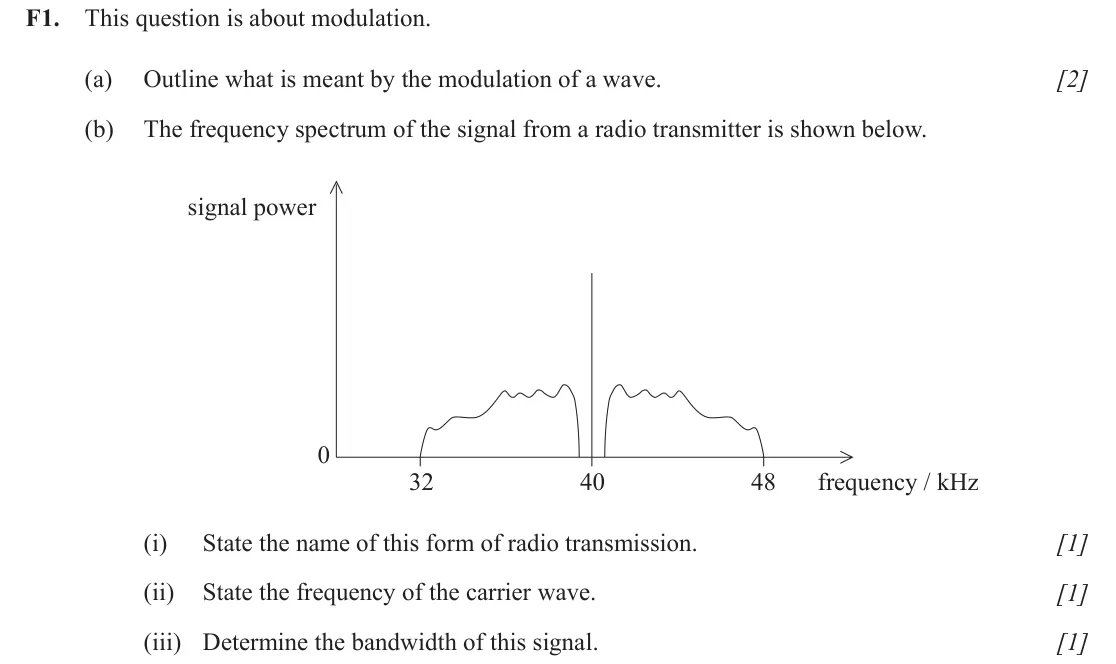 F1. This question is about modulation.
(a) Outline what is meant by the modulation of a wave. [2]
(b) The frequency spectrum of the signal from a radio transmitter is shown below.
signal power
0
32 40 48 frequency / kHz
(i) State the name of this form of radio transmission. [1]
(ii) State the frequency of the carrier wave. [1]
(iii) Determine the bandwidth of this signal. [1]